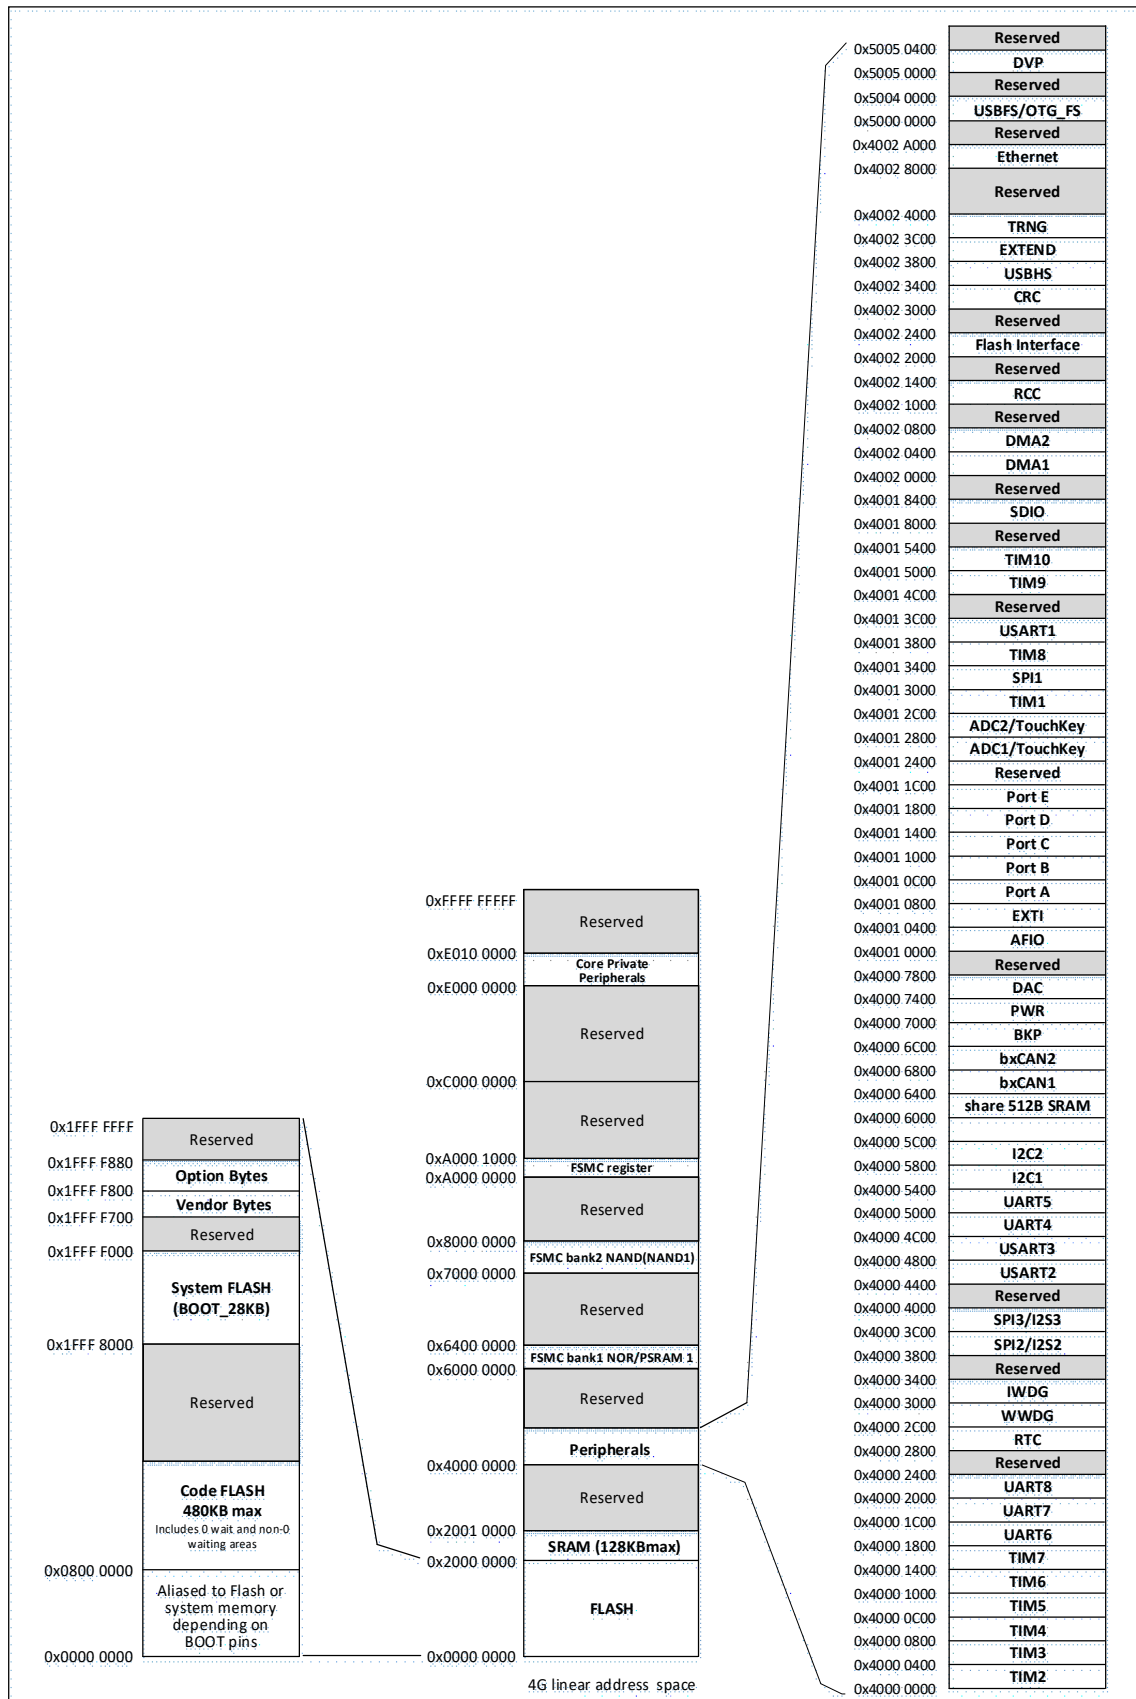 0x1FFF FFFF
Reserved
0x1FFF F880
Option Bytes
0x1FFF F800
Vendor Bytes
0x1FFF F700
Reserved
0x1FFF F000
System FLASH
(BOOT_28KB)
0x1FFF 8000
Reserved
Code FLASH
480KB max
Includes 0 wait and non-0
waiting areas
0x0800 0000
Aliased to Flash or
system memory
depending on
BOOT pins
0x0000 0000
0xFFFF FFFFF
Reserved
0xE010 0000
Core Private
Peripherals
0xE000 0000
Reserved
0xC000 0000
Reserved
0xA000 1000
FSMC register
0xA000 0000
Reserved
0x8000 0000
FSMC bank2 NAND(NAND1)
0x7000 0000
Reserved
0x6400 0000
FSMC bank1 NOR/PSRAM 1
0x6000 0000
Reserved
Peripherals
0x4000 0000
Reserved
0x2001 0000
SRAM (128KBmax)
0x2000 0000
FLASH
0x0000 0000
4G linear address space
Reserved
0x5005 0400
DVP
0x5005 0000
Reserved
0x5004 0000
USBFS/OTG_FS
0x5000 0000
Reserved
0x4002 A000
Ethernet
0x4002 8000
Reserved
0x4002 4000
TRNG
0x4002 3C00
EXTEND
0x4002 3800
USBHS
0x4002 3400
CRC
0x4002 3000
Reserved
0x4002 2400
Flash Interface
0x4002 2000
Reserved
0x4002 1400
RCC
0x4002 1000
Reserved
0x4002 0800
DMA2
0x4002 0400
DMA1
0x4002 0000
Reserved
0x4001 8400
SDIO
0x4001 8000
Reserved
0x4001 5400
TIM10
0x4001 5000
TIM9
0x4001 4C00
Reserved
0x4001 3C00
USART1
0x4001 3800
TIM8
0x4001 3400
SPI1
0x4001 3000
TIM1
0x4001 2C00
ADC2/TouchKey
0x4001 2800
ADC1/TouchKey
0x4001 2400
Reserved
0x4001 1C00
Port E
0x4001 1800
Port D
0x4001 1400
Port C
0x4001 1000
Port B
0x4001 0C00
Port A
0x4001 0800
EXTI
0x4001 0400
AFIO
0x4001 0000
Reserved
0x4000 7800
DAC
0x4000 7400
PWR
0x4000 7000
BKP
0x4000 6C00
bxCAN2
0x4000 6800
bxCAN1
0x4000 6400
share 512B SRAM
0x4000 6000
0x4000 5C00
I2C2
0x4000 5800
I2C1
0x4000 5400
UART5
0x4000 5000
UART4
0x4000 4C00
USART3
0x4000 4800
USART2
0x4000 4400
Reserved
0x4000 4000
SPI3/I2S3
0x4000 3C00
SPI2/I2S2
0x4000 3800
Reserved
0x4000 3400
IWDG
0x4000 3000
WWDG
0x4000 2C00
RTC
0x4000 2800
Reserved
0x4000 2400
UART8
0x4000 2000
UART7
0x4000 1C00
UART6
0x4000 1800
TIM7
0x4000 1400
TIM6
0x4000 1000
TIM5
0x4000 0C00
TIM4
0x4000 0800
TIM3
0x4000 0400
TIM2
0x4000 0000